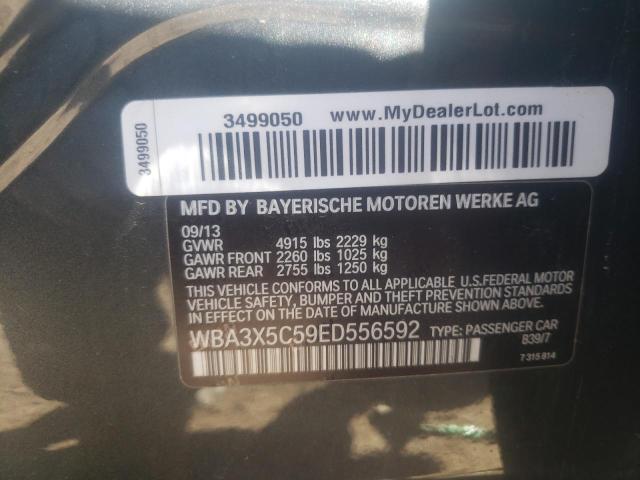 3499050 www.MyDealerLot.com
3499050
MFD BY BAYERISCHE MOTOREN WERKE AG
09/13
GVWR 4915 lbs 2229 kg
GAWR FRONT 2260 lbs 1025 kg
GAWR REAR 2755 lbs 1250 kg
THIS VEHICLE CONFORMS TO ALL APPLICABLE U.S. FEDERAL MOTOR
VEHICLE SAFETY, BUMPER AND THEFT PREVENTION STANDARDS
IN EFFECT ON THE DATE OF MANUFACTURE SHOWN ABOVE.
WBA3X5C59ED556592 TYPE: PASSENGER CAR
839/7
7 315 814